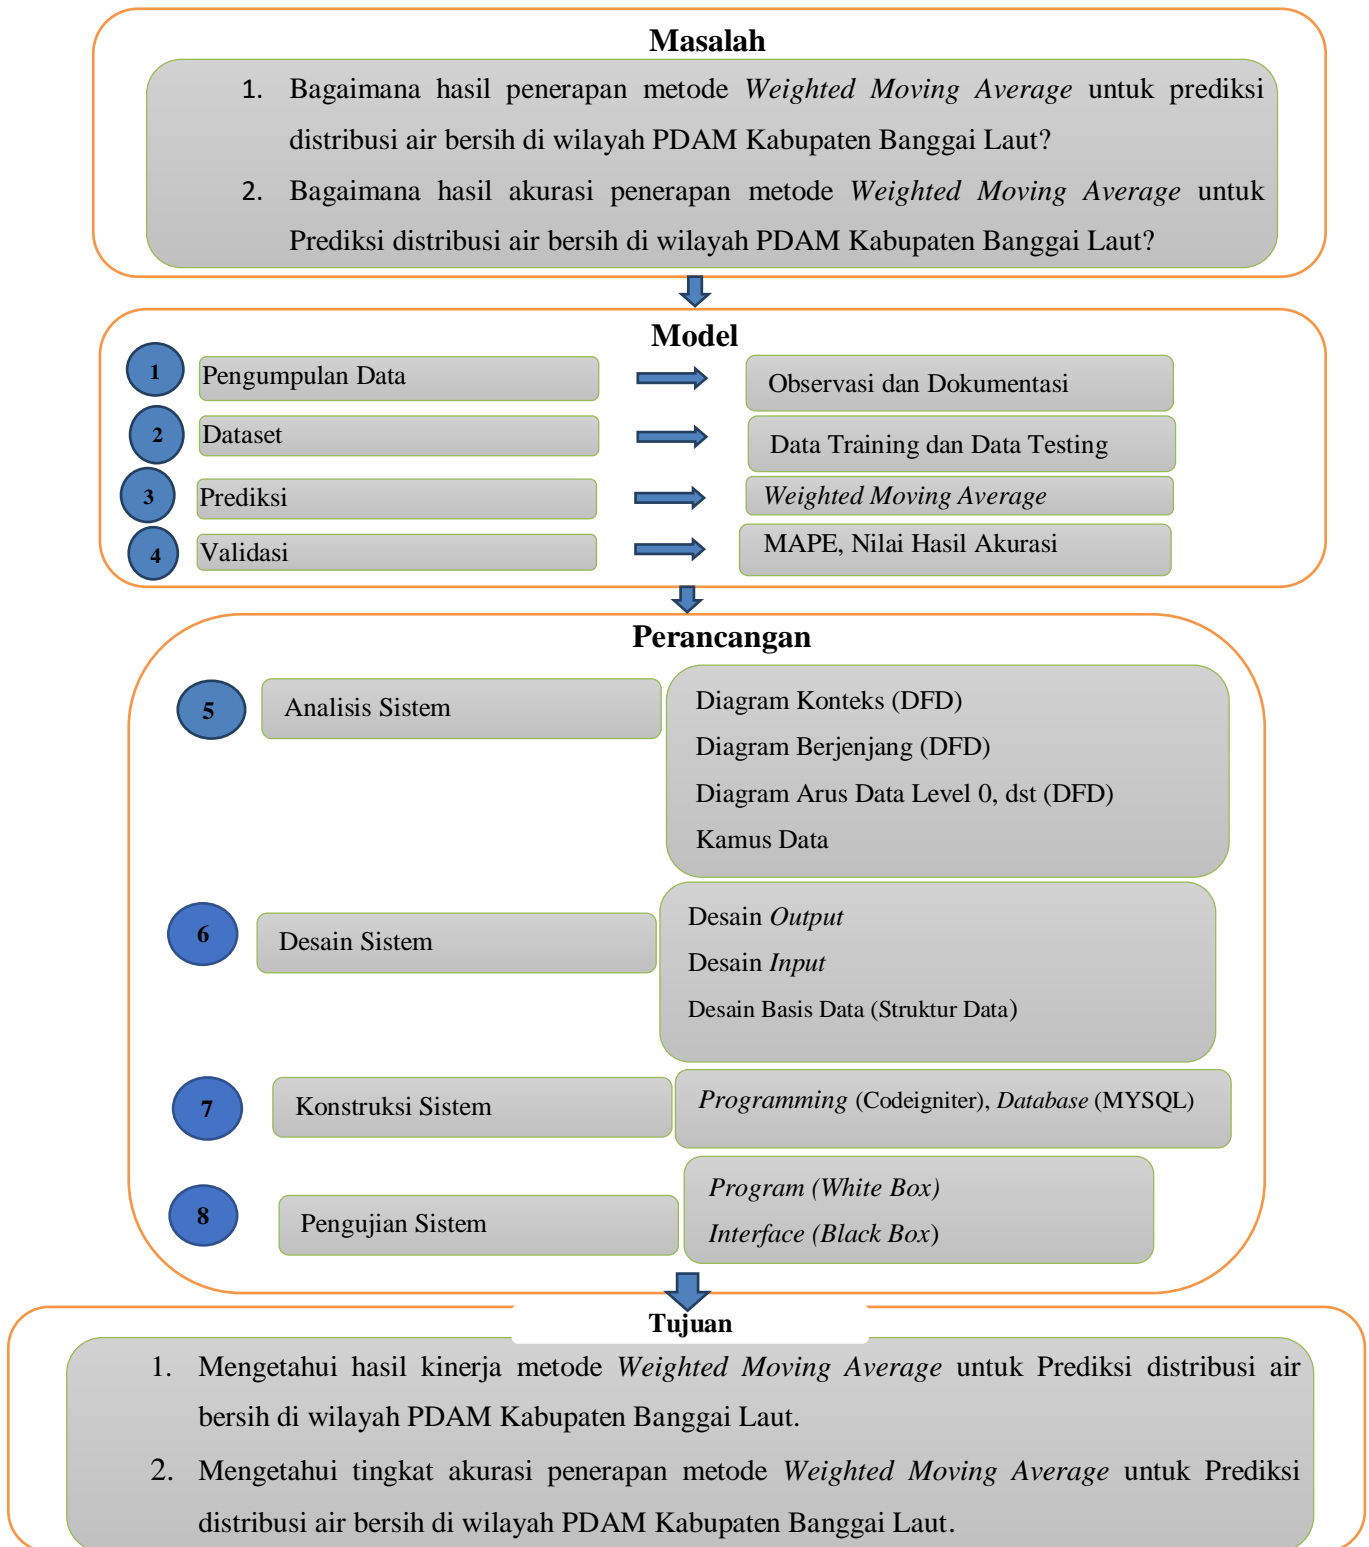 Masalah
1. Bagaimana hasil penerapan metode Weighted Moving Average untuk prediksi
distribusi air bersih di wilayah PDAM Kabupaten Banggai Laut?
2. Bagaimana hasil akurasi penerapan metode Weighted Moving Average untuk
Prediksi distribusi air bersih di wilayah PDAM Kabupaten Banggai Laut?
Model
1 Pengumpulan Data Observasi dan Dokumentasi
2 Dataset Data Training dan Data Testing
3 Prediksi Weighted Moving Average
4 Validasi MAPE, Nilai Hasil Akurasi
Perancangan
5 Analisis Sistem
Diagram Konteks (DFD)
Diagram Berjenjang (DFD)
Diagram Arus Data Level 0, dst (DFD)
Kamus Data
6 Desain Sistem
Desain Output
Desain Input
Desain Basis Data (Struktur Data)
7 Konstruksi Sistem
Programming (Codeigniter), Database (MYSQL)
8 Pengujian Sistem
Program (White Box)
Interface (Black Box)
Tujuan
1. Mengetahui hasil kinerja metode Weighted Moving Average untuk Prediksi distribusi air
bersih di wilayah PDAM Kabupaten Banggai Laut.
2. Mengetahui tingkat akurasi penerapan metode Weighted Moving Average untuk Prediksi
distribusi air bersih di wilayah PDAM Kabupaten Banggai Laut.